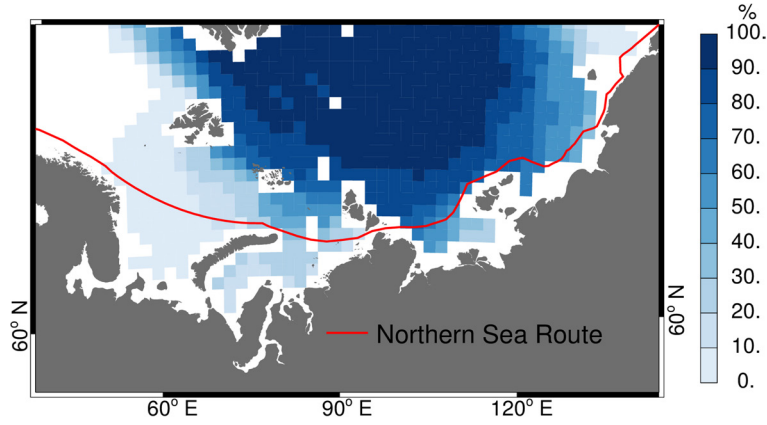 %
100.
90.
80.
70.
60.
50.
40.
30.
20.
10.
0.
60° N
60° N
Northern Sea Route
60° E
90° E
120° E